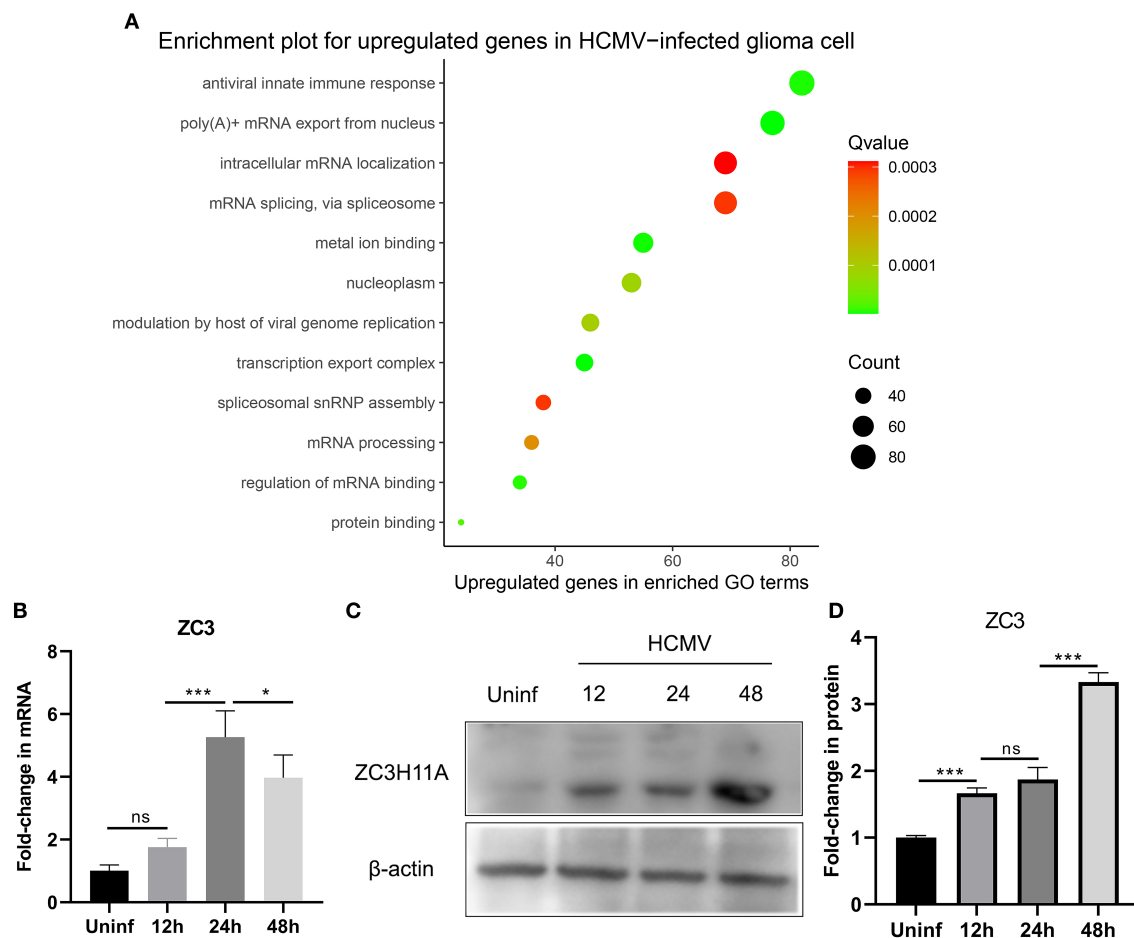 A
Enrichment plot for upregulated genes in HCMV−infected glioma cell
antiviral innate immune response
poly(A)+ mRNA export from nucleus
intracellular mRNA localization
mRNA splicing, via spliceosome
metal ion binding
nucleoplasm
modulation by host of viral genome replication
transcription export complex
spliceosomal snRNP assembly
mRNA processing
regulation of mRNA binding
protein binding
40 60 80
Upregulated genes in enriched GO terms
Qvalue
0.0003
0.0002
0.0001
Count
40
60
80
B
ZC3
Fold-change in mRNA
8
6
4
2
0
ns
***
*
Uninf 12h 24h 48h
C
HCMV
Uninf 12 24 48
ZC3H11A
β-actin
D
ZC3
Fold-change in protein
4
3
2
1
0
***
ns
***
Uninf 12h 24h 48h